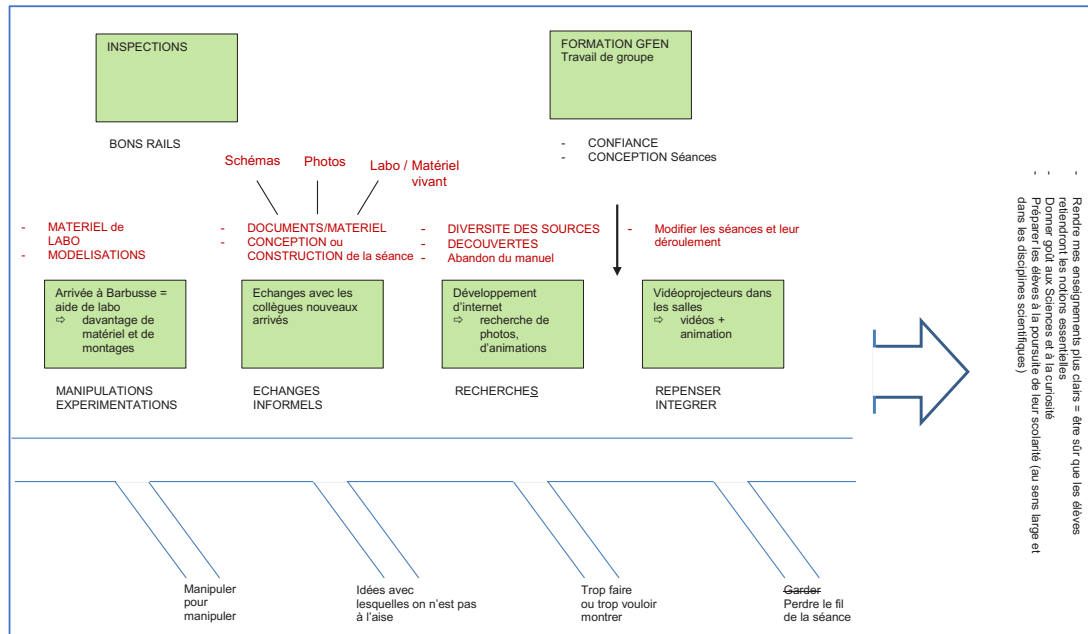 INSPECTIONS
FORMATION GFEN
Travail de groupe
BONS RAILS
- CONFIANCE
- CONCEPTION Séances
Schémas
Photos
Labo / Matériel
vivant
- MATERIEL de
LABO
- MODELISATIONS
- DOCUMENTS/MATERIEL
- CONCEPTION ou
CONSTRUCTION de la séance
- DIVERSITE DES SOURCES
- DECOUVERTES
- Abandon du manuel
- Modifier les séances et leur
déroulement
Arrivée à Barbusse =
aide de labo
⇨ davantage de
matériel et de
montages
Echanges avec les
collègues nouveaux
arrivés
Développement
d'internet
⇨ recherche de
photos,
d'animations
Vidéoprojecteurs dans
les salles
⇨ vidéos +
animation
MANIPULATIONS
EXPERIMENTATIONS
ECHANGES
INFORMELS
RECHERCHES
REPENSER
INTEGRER
- Rendre mes enseignements plus clairs = être sûr que les élèves
retiendront les notions essentielles
- Donner goût aux Sciences et à la curiosité
- Préparer les élèves à la poursuite de leur scolarité (au sens large et
dans les disciplines scientifiques)
Manipuler
pour
manipuler
Idées avec
lesquelles on n'est pas
à l'aise
Trop faire
ou trop vouloir
montrer
Garder
Perdre le fil
de la séance